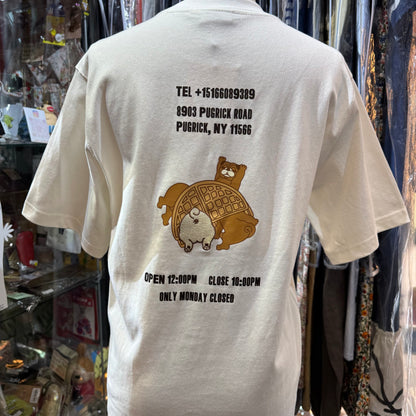 TEL +15166089389
8903 PUGRICK ROAD
PUGRICK, NY 11566
OPEN 12:00PM CLOSE 10:00PM
ONLY MONDAY CLOSED